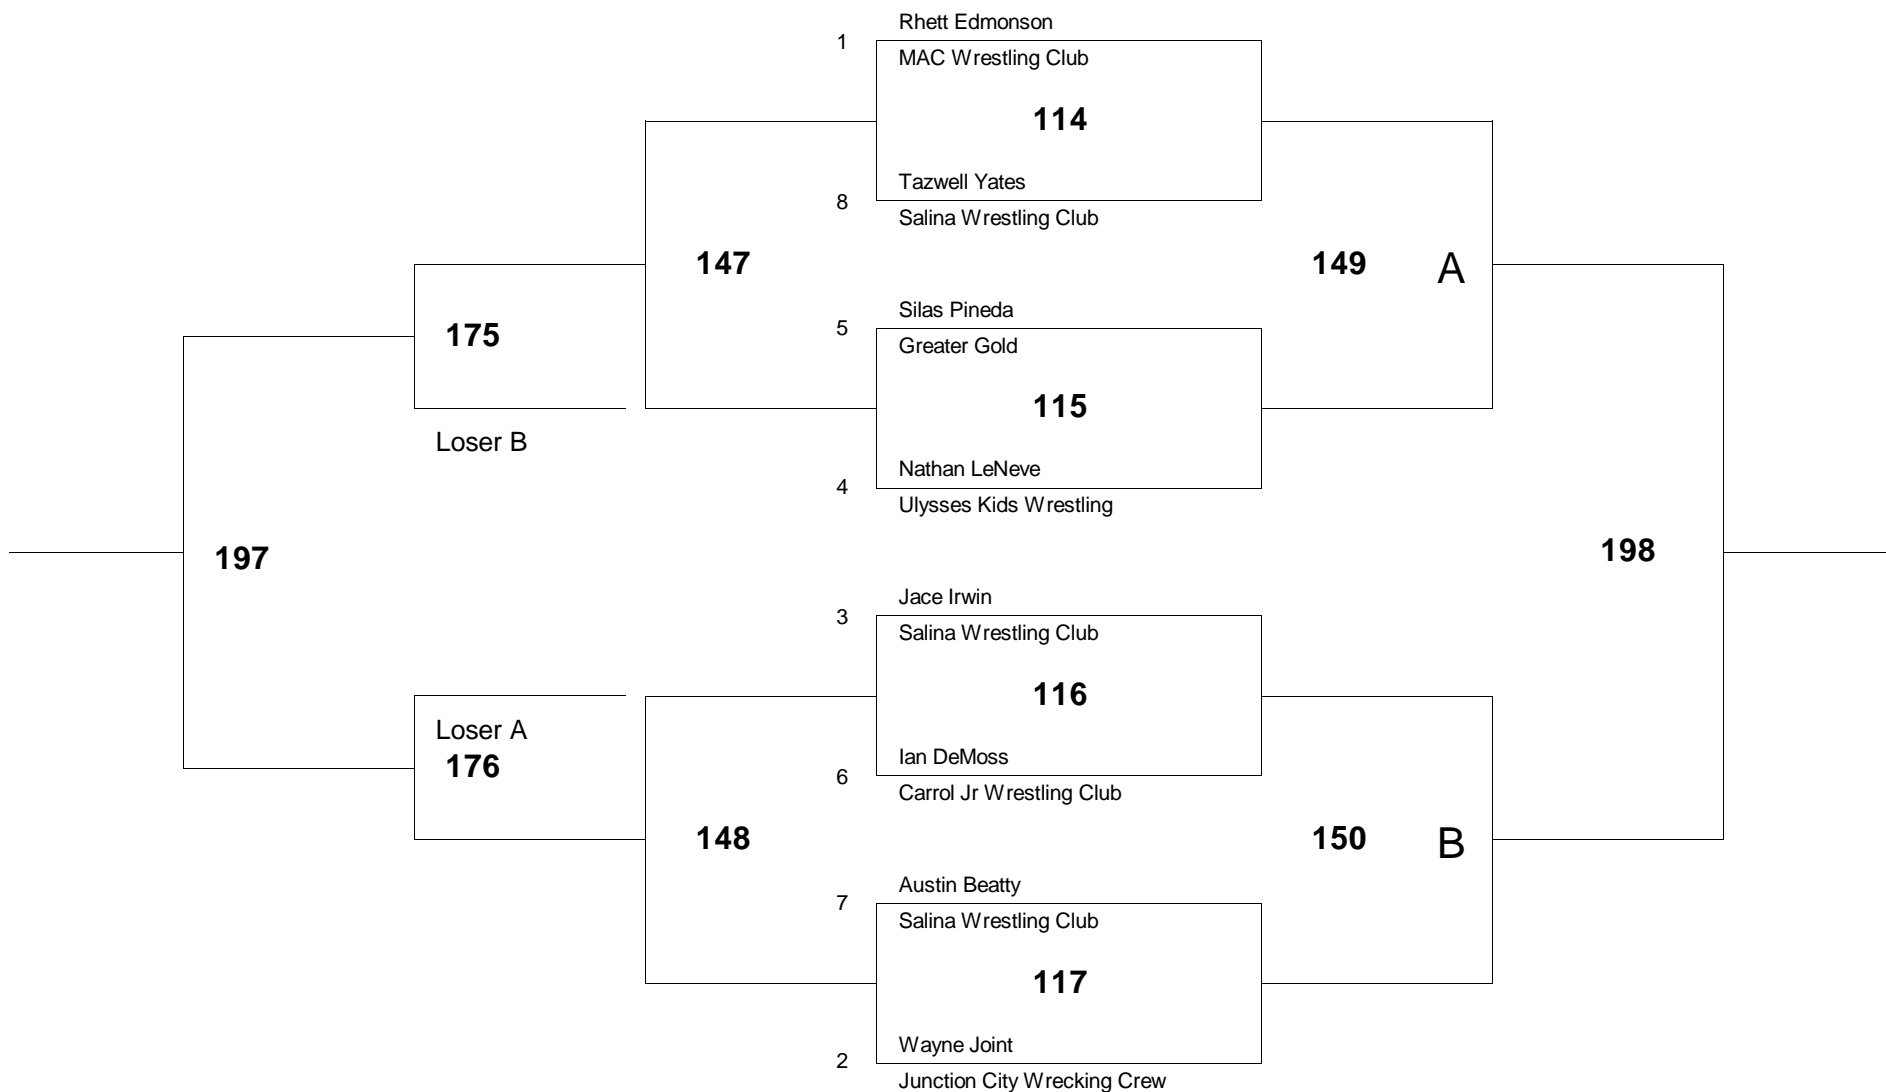 Rhett Edmonson
1
MAC Wrestling Club
114
Tazwell Yates
8
Salina Wrestling Club
147
149
A
Silas Pineda
5
175
Greater Gold
115
Loser B
Nathan LeNeve
4
Ulysses Kids Wrestling
197
198
Jace Irwin
3
Salina Wrestling Club
116
Loser A
176
Ian DeMoss
6
Carrol Jr Wrestling Club
148
150
B
Austin Beatty
7
Salina Wrestling Club
117
Wayne Joint
2
Junction City Wrecking Crew